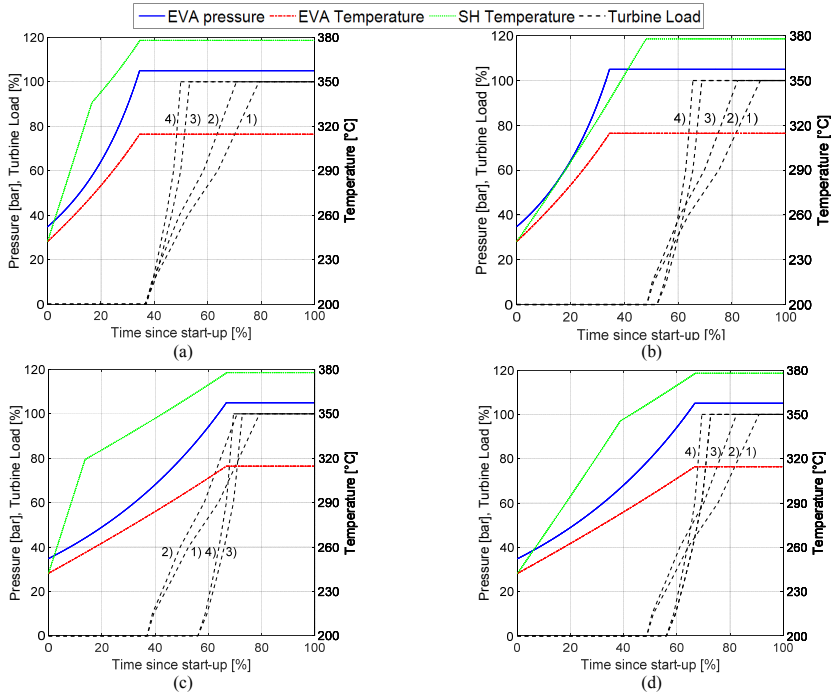 EVA pressure EVA Temperature SH Temperature Turbine Load
120 100 80 60 40 20 0
Pressure [bar], Turbine Load [%]
4) 3) 2) 1)
380 350 320 290 260 230 200
Temperature [°C]
0 20 40 60 80 100
Time since start-up [%]
(a)
120 100 80 60 40 20 0
Pressure [bar], Turbine Load [%]
4) 3) 2) 1)
380 350 320 290 260 230 200
Temperature [°C]
0 20 40 60 80 100
Time since start-up [%]
(b)
120 100 80 60 40 20 0
Pressure [bar], Turbine Load [%]
2) 1) 4) 3)
380 350 320 290 260 230 200
Temperature [°C]
0 20 40 60 80 100
Time since start-up [%]
(c)
120 100 80 60 40 20 0
Pressure [bar], Turbine Load [%]
4) 3) 2) 1)
380 350 320 290 260 230 200
Temperature [°C]
0 20 40 60 80 100
Time since start-up [%]
(d)